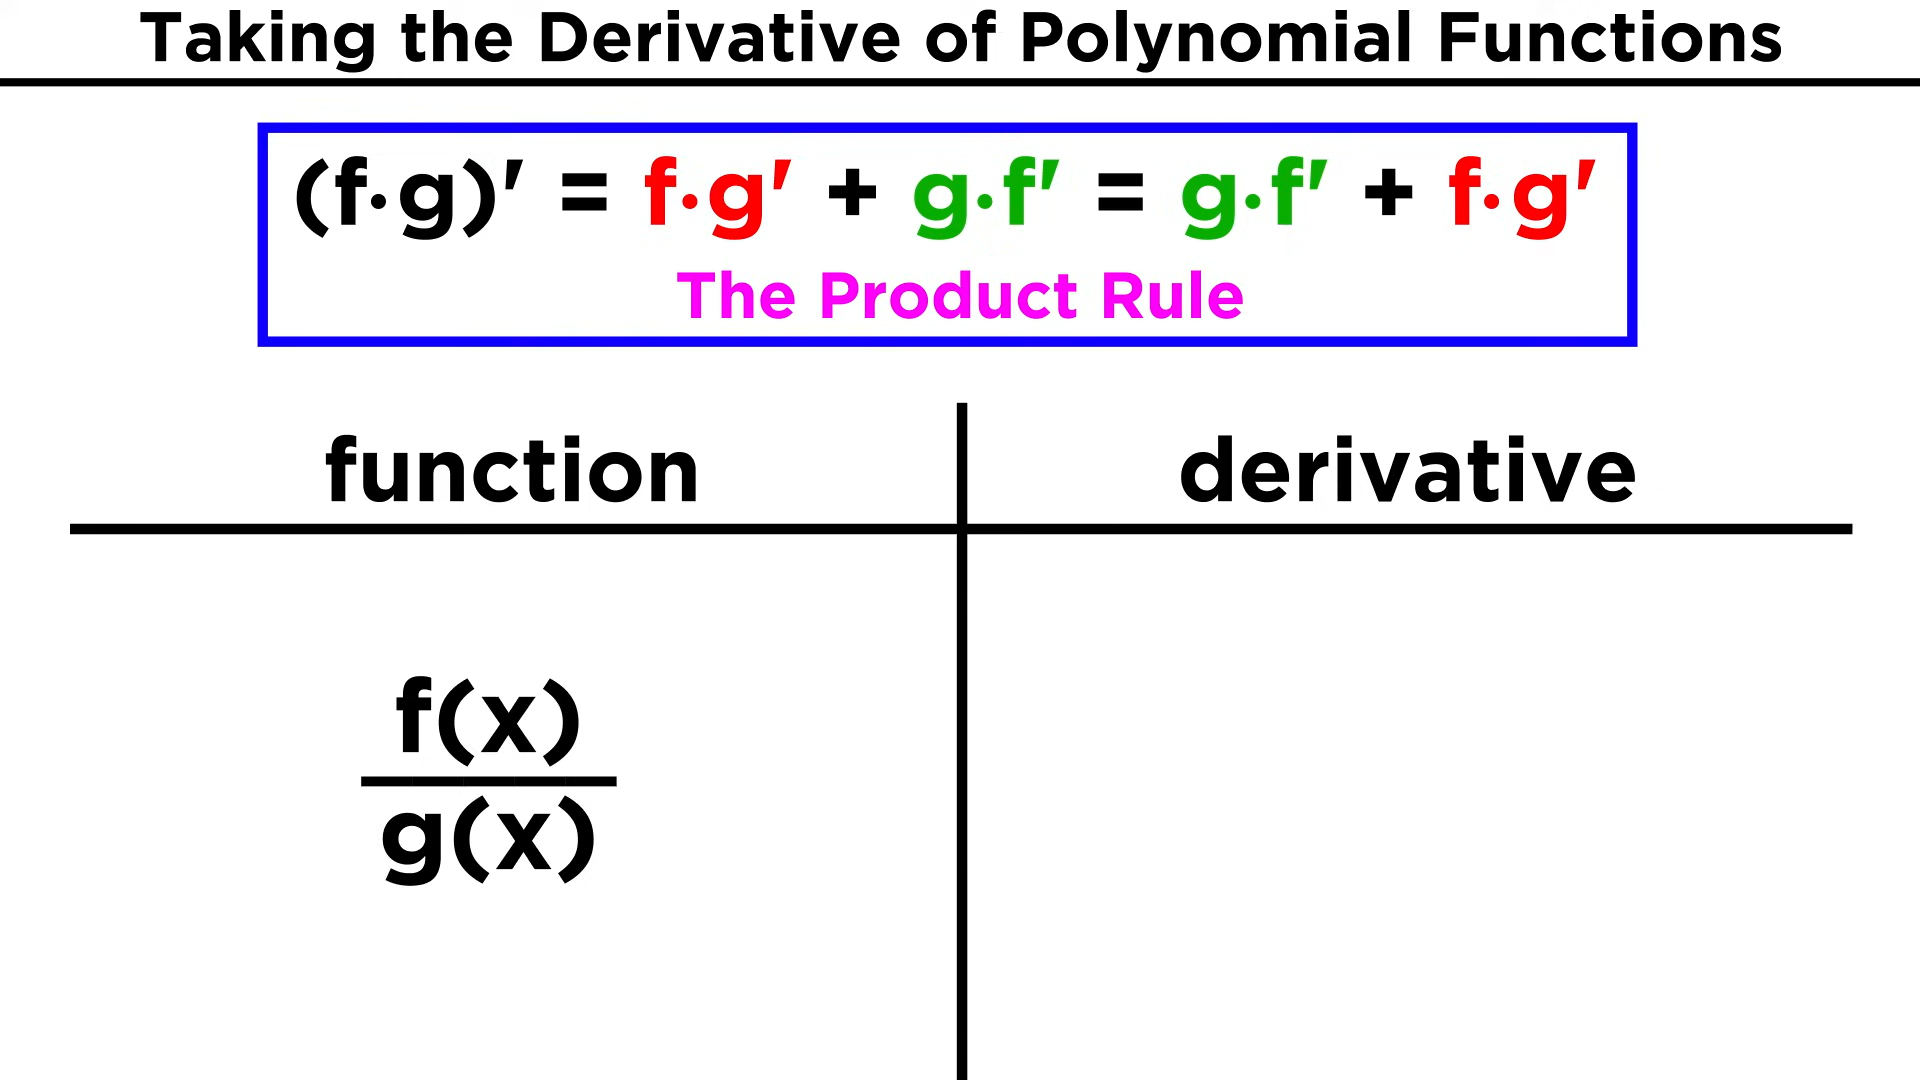 Taking the Derivative of Polynomial Functions
(f·g)' = f·g' + g·f' = g·f' + f·g'
The Product Rule
function derivative
f(x)
g(x)